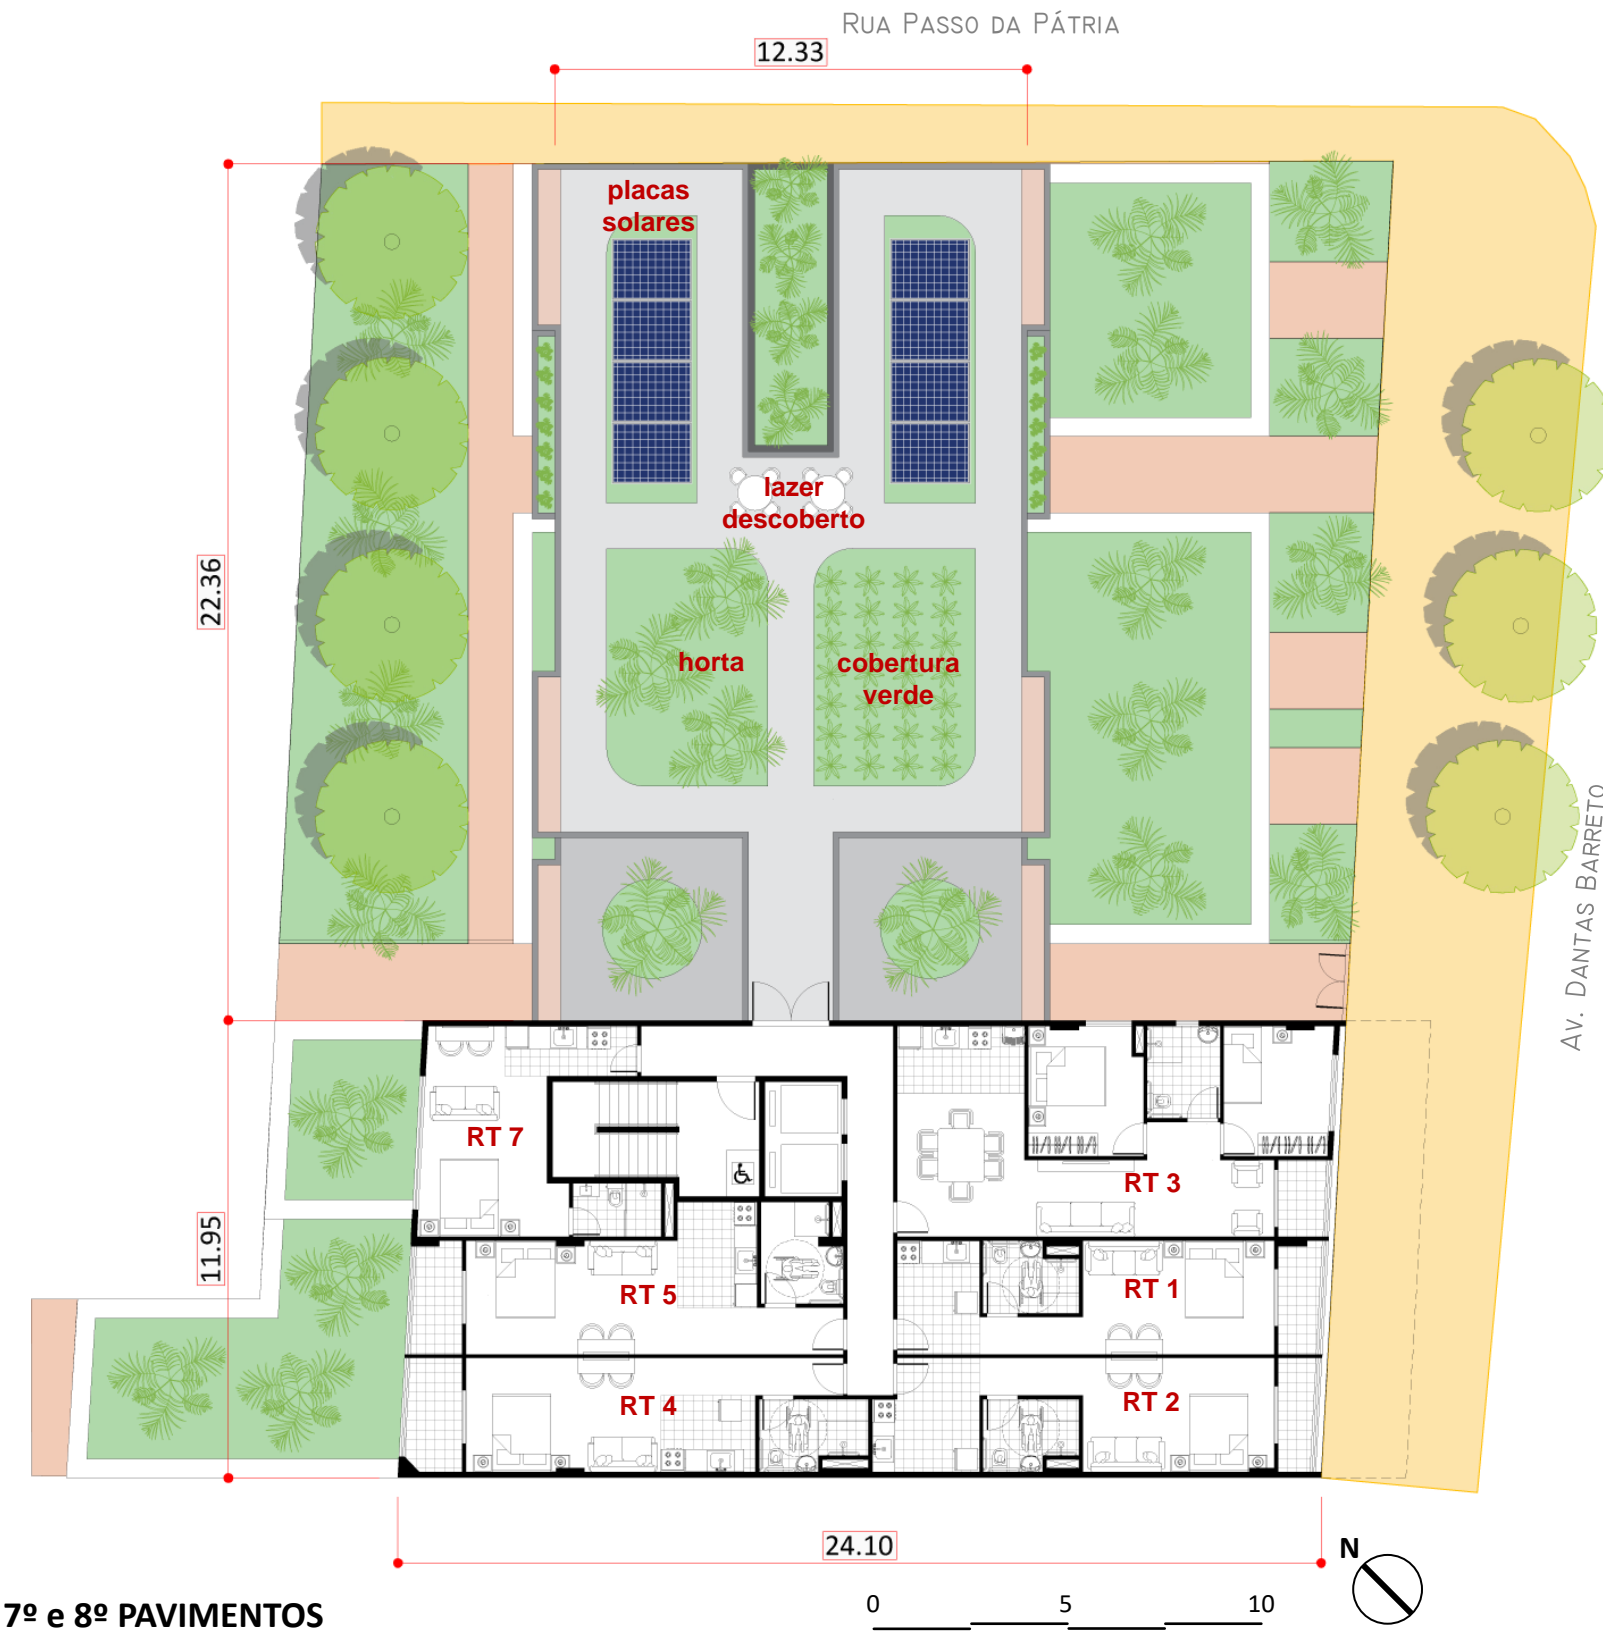 RUA PASSO DA PÁTRIA
12.33
placas
solares
lazer
descoberto
22.36
horta
cobertura
verde
AV. DANTAS BARRETO
RT 7
RT 3
11.95
RT 5
RT 1
RT 4
RT 2
24.10
N
7º e 8º PAVIMENTOS
0 5 10